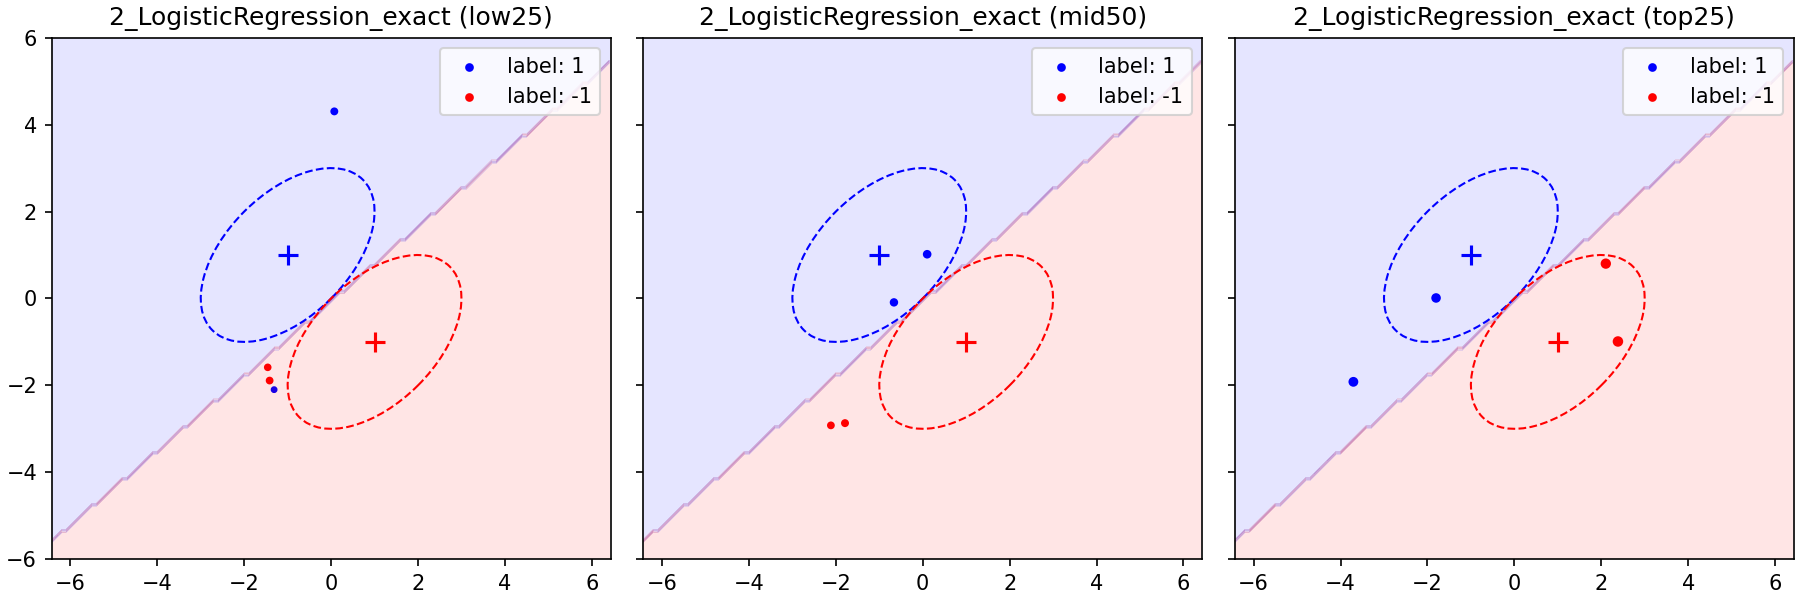 2_LogisticRegression_exact (low25)
label: 1
label: -1
6
4
2
0
−2
−4
−6
−6 −4 −2 0 2 4 6
2_LogisticRegression_exact (mid50)
label: 1
label: -1
−6 −4 −2 0 2 4 6
2_LogisticRegression_exact (top25)
label: 1
label: -1
−6 −4 −2 0 2 4 6